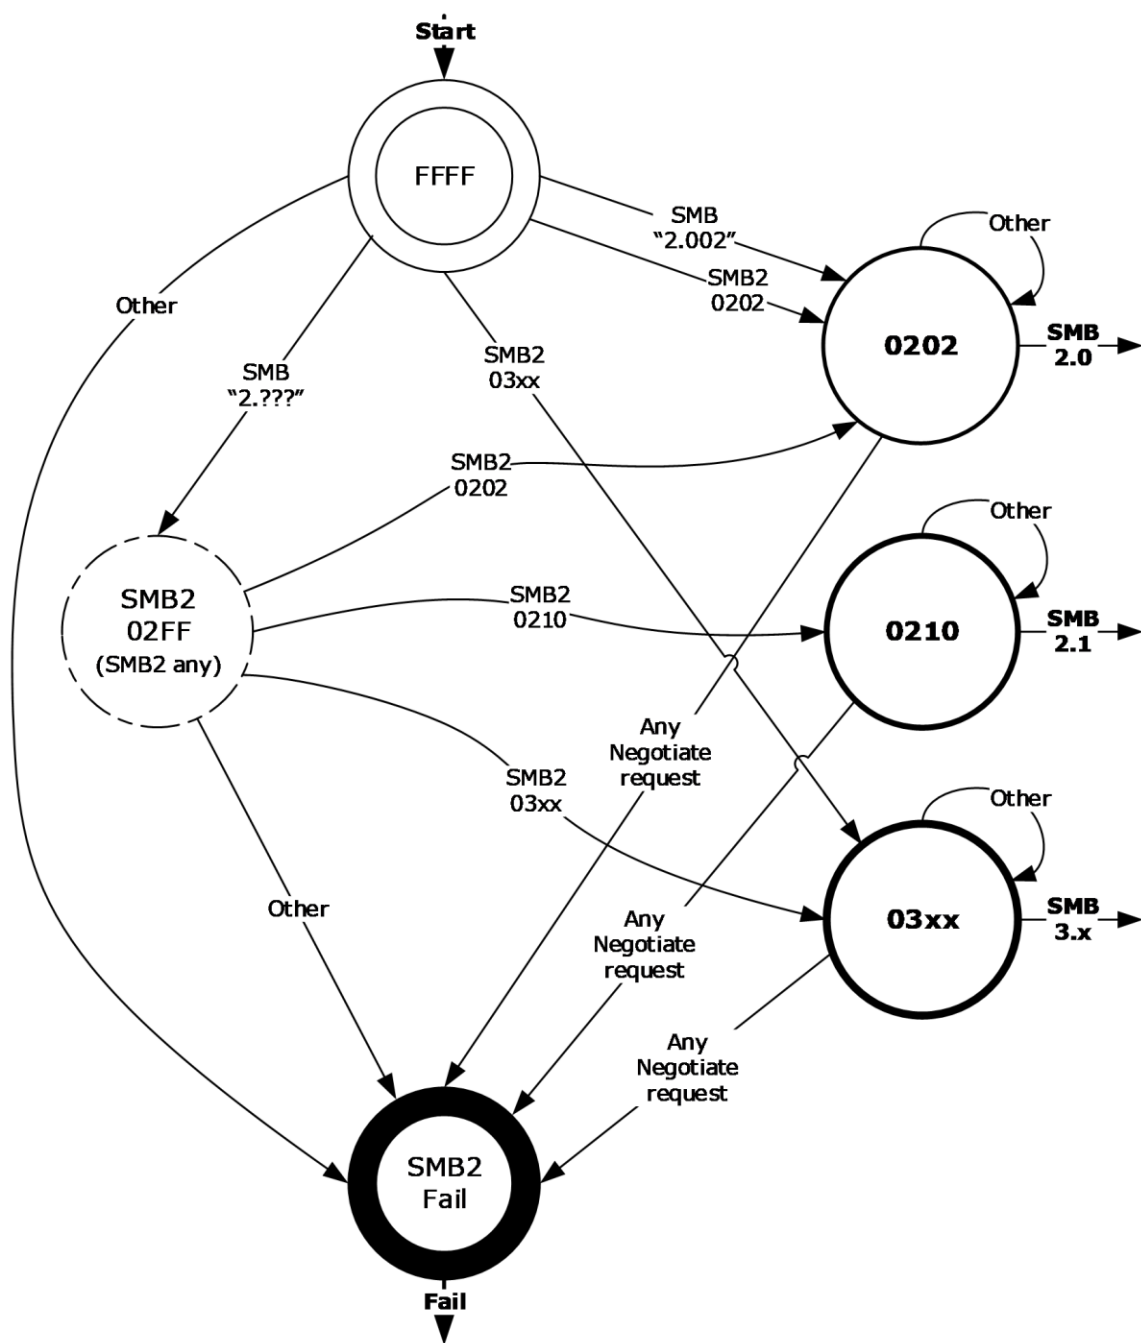 Start
FFFF
SMB
“2.002”
Other
SMB2
0202
Other
SMB2
03xx
0202
SMB
2.0
SMB
“2.???”
SMB2
0202
Other
SMB2
02FF
(SMB2 any)
SMB2
0210
0210
SMB
2.1
Any
Negotiate
request
SMB2
03xx
Other
Other
Any
Negotiate
request
03xx
SMB
3.x
Any
Negotiate
request
SMB2
Fail
Fail